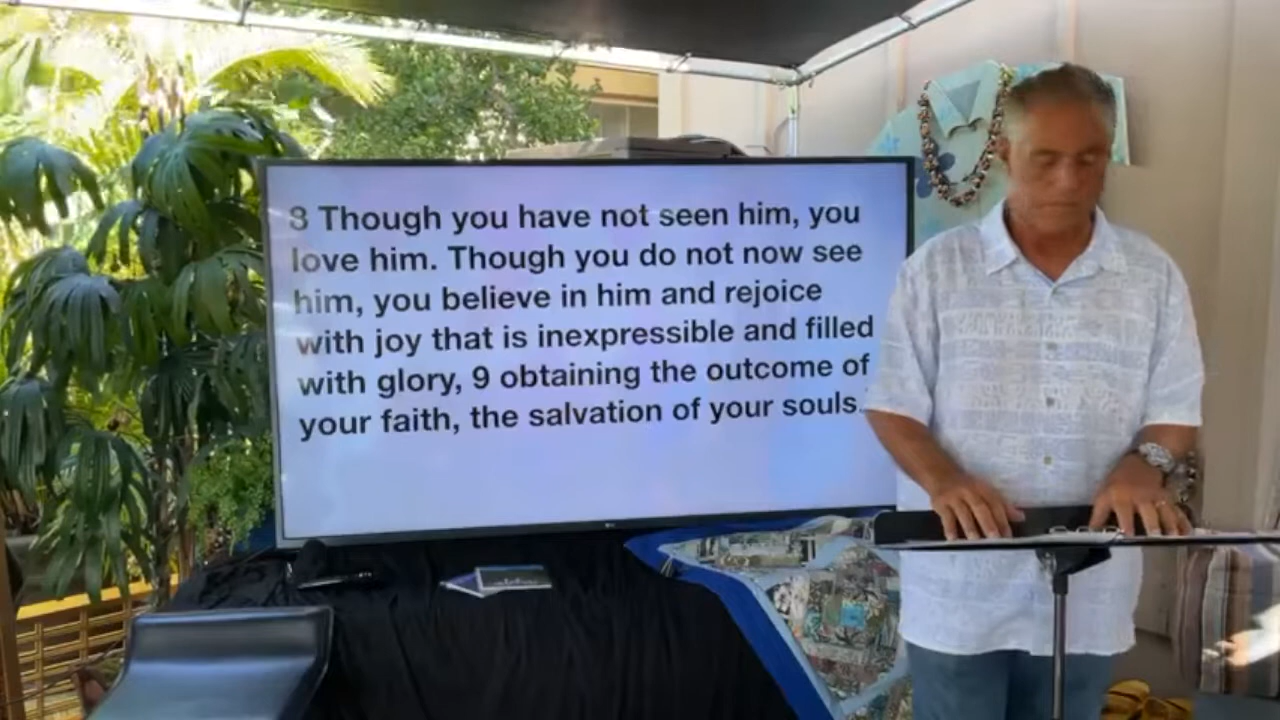 8 Though you have not seen him, you
love him. Though you do not now see
him, you believe in him and rejoice
with joy that is inexpressible and filled
with glory, 9 obtaining the outcome of
your faith, the salvation of your souls.